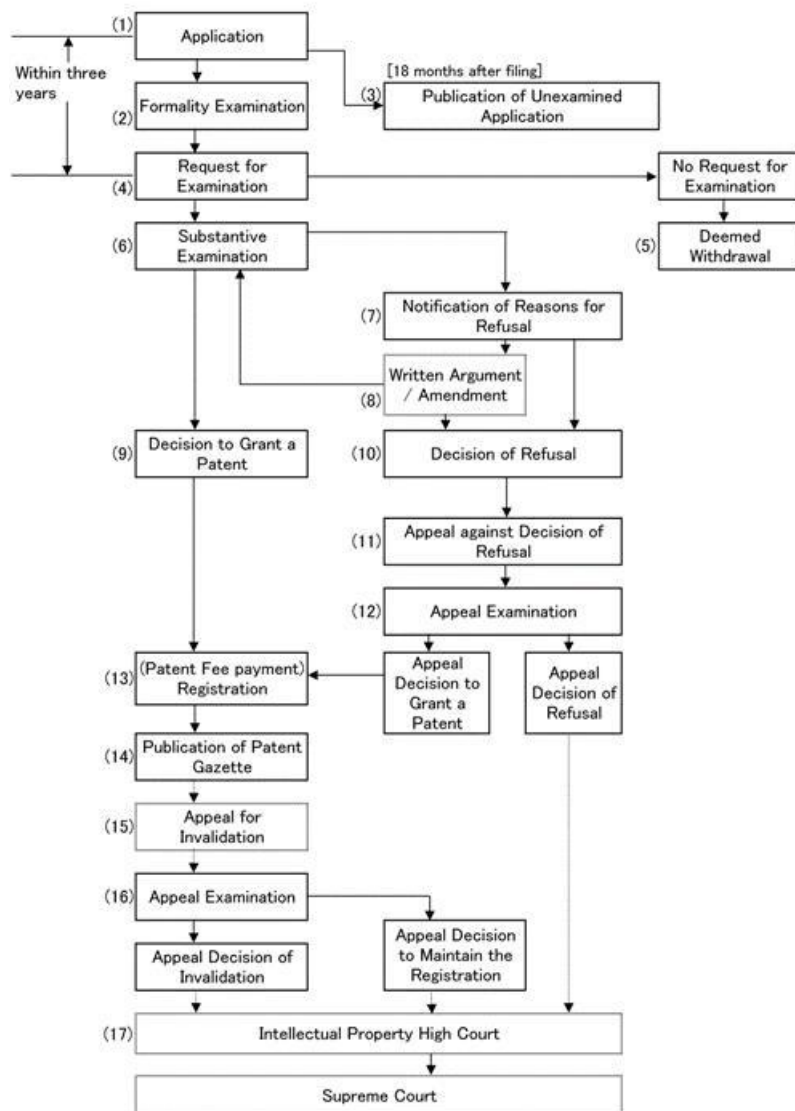 (1)
Application
Within three
years
[18 months after filing]
(3)
Publication of Unexamined
Application
(2)
Formality Examination
(4)
Request for
Examination
No Request for
Examination
(6)
Substantive
Examination
(5)
Deemed
Withdrawal
(7)
Notification of Reasons for
Refusal
(8)
Written Argument
/ Amendment
(9)
Decision to Grant a
Patent
(10)
Decision of Refusal
(11)
Appeal against Decision of
Refusal
(12)
Appeal Examination
(13)
(Patent Fee payment)
Registration
Appeal
Decision to
Grant a
Patent
Appeal
Decision of
Refusal
(14)
Publication of Patent
Gazette
(15)
Appeal for
Invalidation
(16)
Appeal Examination
Appeal Decision of
Invalidation
Appeal Decision
to Maintain the
Registration
(17)
Intellectual Property High Court
Supreme Court